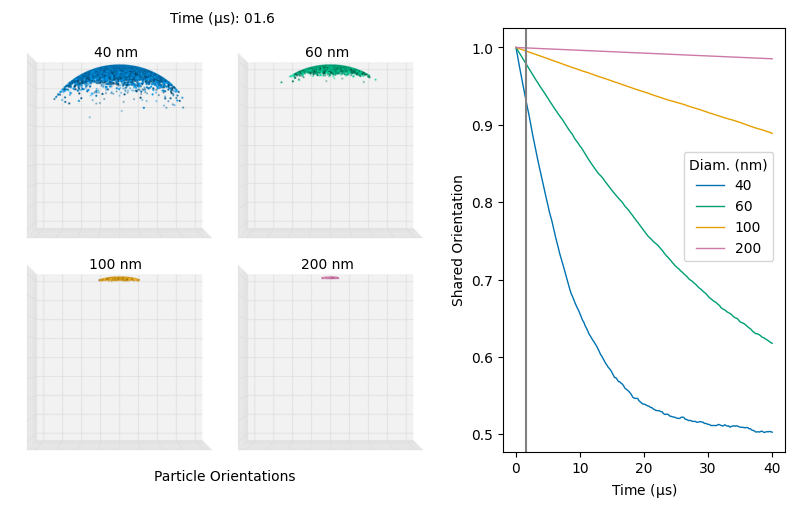 Time (µs): 01.6
40 nm
60 nm
100 nm
200 nm
Particle Orientations
Shared Orientation
1.0
0.9
0.8
0.7
0.6
0.5
Diam. (nm)
40
60
100
200
0
10
20
30
40
Time (µs)